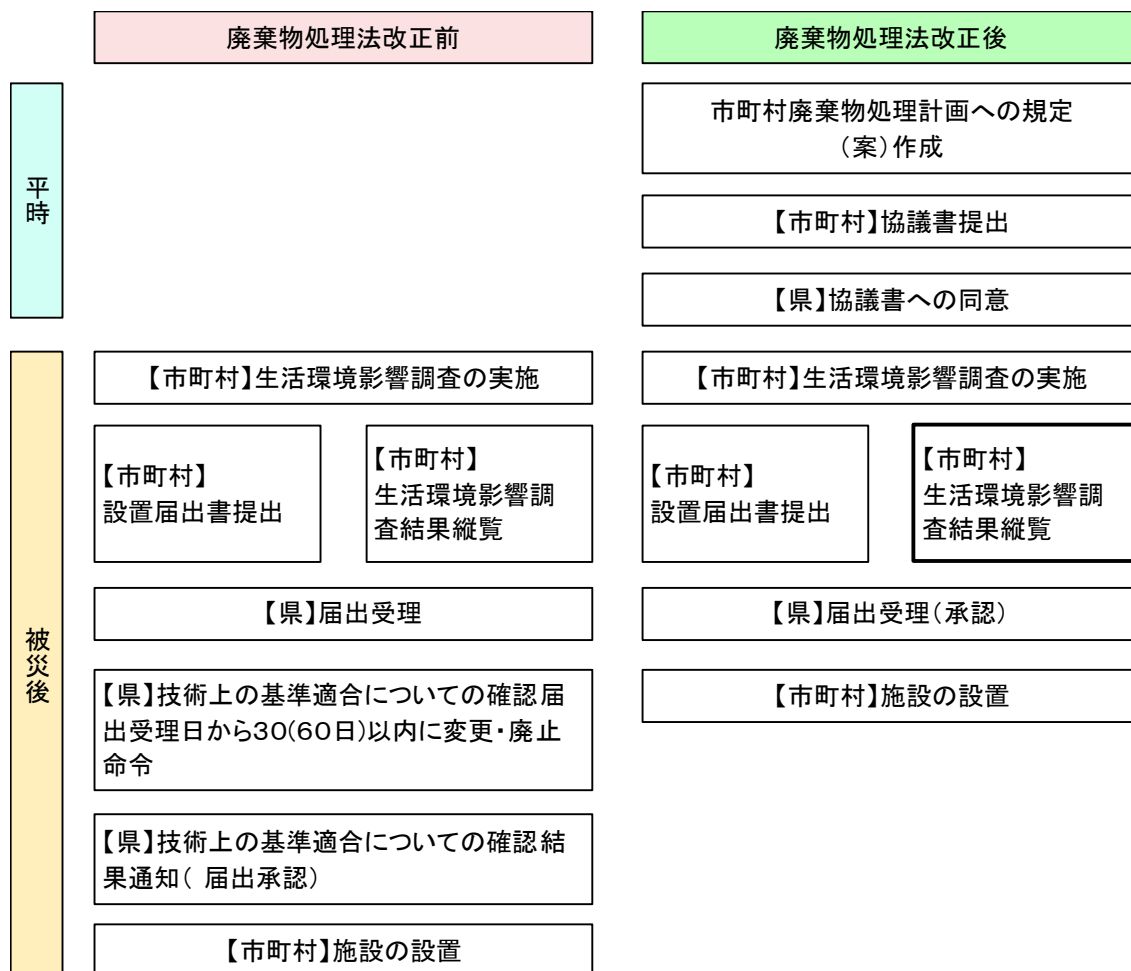 廃棄物処理法改正前
廃棄物処理法改正後
平時
市町村廃棄物処理計画への規定
（案）作成
【市町村】協議書提出
【県】協議書への同意
被災後
【市町村】生活環境影響調査の実施
【市町村】
設置届出書提出
【市町村】
生活環境影響調
査結果縦覧
【県】届出受理
【県】技術上の基準適合についての確認届
出受理日から30(60日)以内に変更・廃止
命令
【県】技術上の基準適合についての確認結
果通知( 届出承認）
【市町村】施設の設置
【市町村】生活環境影響調査の実施
【市町村】
設置届出書提出
【市町村】
生活環境影響調
査結果縦覧
【県】届出受理（承認）
【市町村】施設の設置